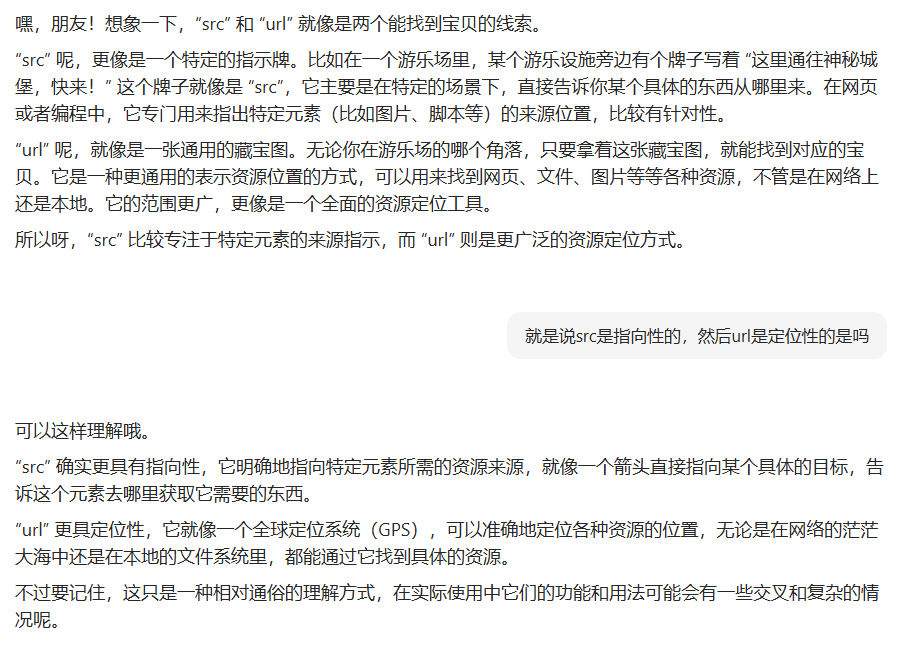 嘿，朋友！想象一下，“src” 和 “url” 就像是两个能找到宝贝的线索。
“src” 呢，更像是一个特定的指示牌。比如在一个游乐场里，某个游乐设施旁边有个牌子写着 “这里通往神秘城
堡，快来！” 这个牌子就像是 “src”，它主要是在特定的场景下，直接告诉你某个具体的东西从哪里来。在网页
或者编程中，它专门用来指出特定元素（比如图片、脚本等）的来源位置，比较有针对性。
“url” 呢，就像是一张通用的藏宝图。无论你在游乐场的哪个角落，只要拿着这张藏宝图，就能找到对应的宝
贝。它是一种更通用的表示资源位置的方式，可以用来找到网页、文件、图片等等各种资源，不管是在网络上
还是本地。它的范围更广，更像是一个全面的资源定位工具。
所以呀，“src” 比较专注于特定元素的来源指示，而 “url” 则是更广泛的资源定位方式。
就是说src是指向性的，然后url是定位性的是吗
可以这样理解哦。
“src” 确实更具有指向性，它明确地指向特定元素所需的资源来源，就像一个箭头直接指向某个具体的目标，告
诉这个元素去哪里获取它需要的东西。
“url” 更具定位性，它就像一个全球定位系统（GPS），可以准确地定位各种资源的位置，无论是在网络的茫茫
大海中还是在本地的文件系统里，都能通过它找到具体的资源。
不过要记住，这只是一种相对通俗的理解方式，在实际使用中它们的功能和用法可能会有一些交叉和复杂的情
况呢。